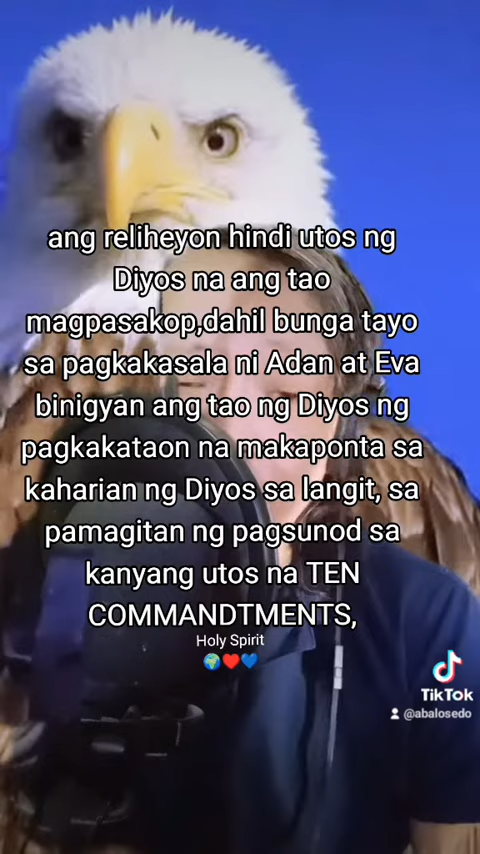 ang reliheyon hindi utos ng
Diyos na ang tao
magpasakop,dahil bunga tayo
sa pagkakasala ni Adan at Eva
binigyan ang tao ng Diyos ng
pagkakataon na makaponta sa
kaharian ng Diyos sa langit, sa
pamagitan ng pagsunod sa
kanyang utos na TEN
COMMANDTMENTS,
Holy Spirit
🌍❤️💙
TikTok
@abalosedo